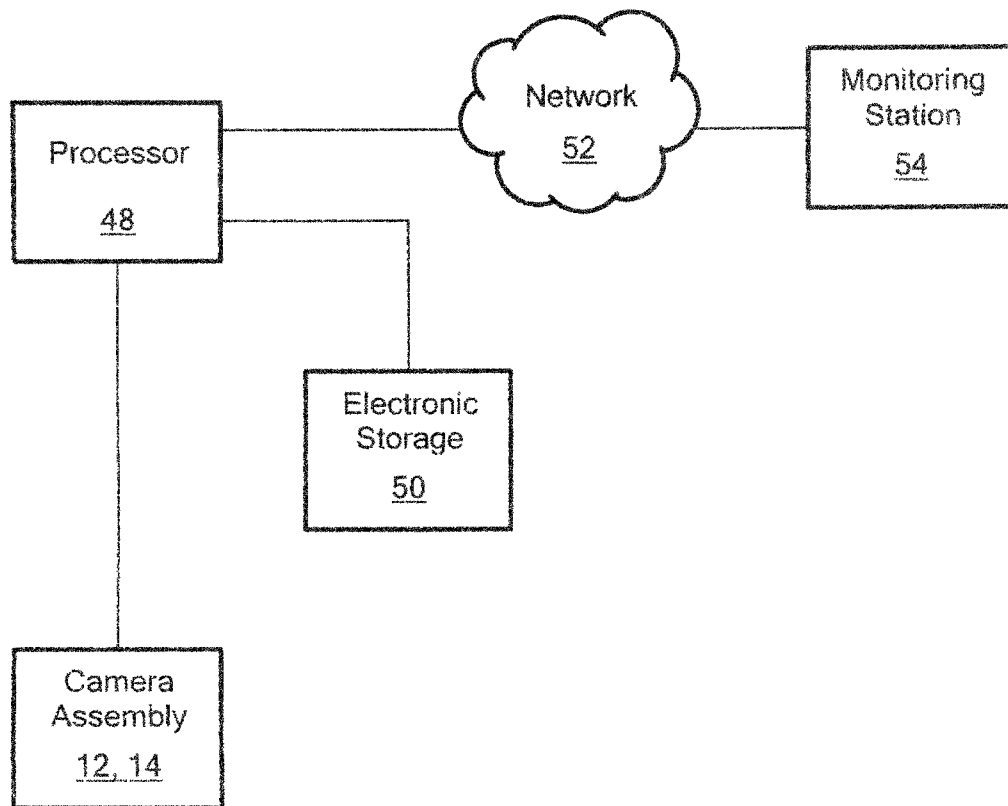 Network
52
Monitoring
Station
54
Processor
48
Electronic
Storage
50
Camera
Assembly
12, 14